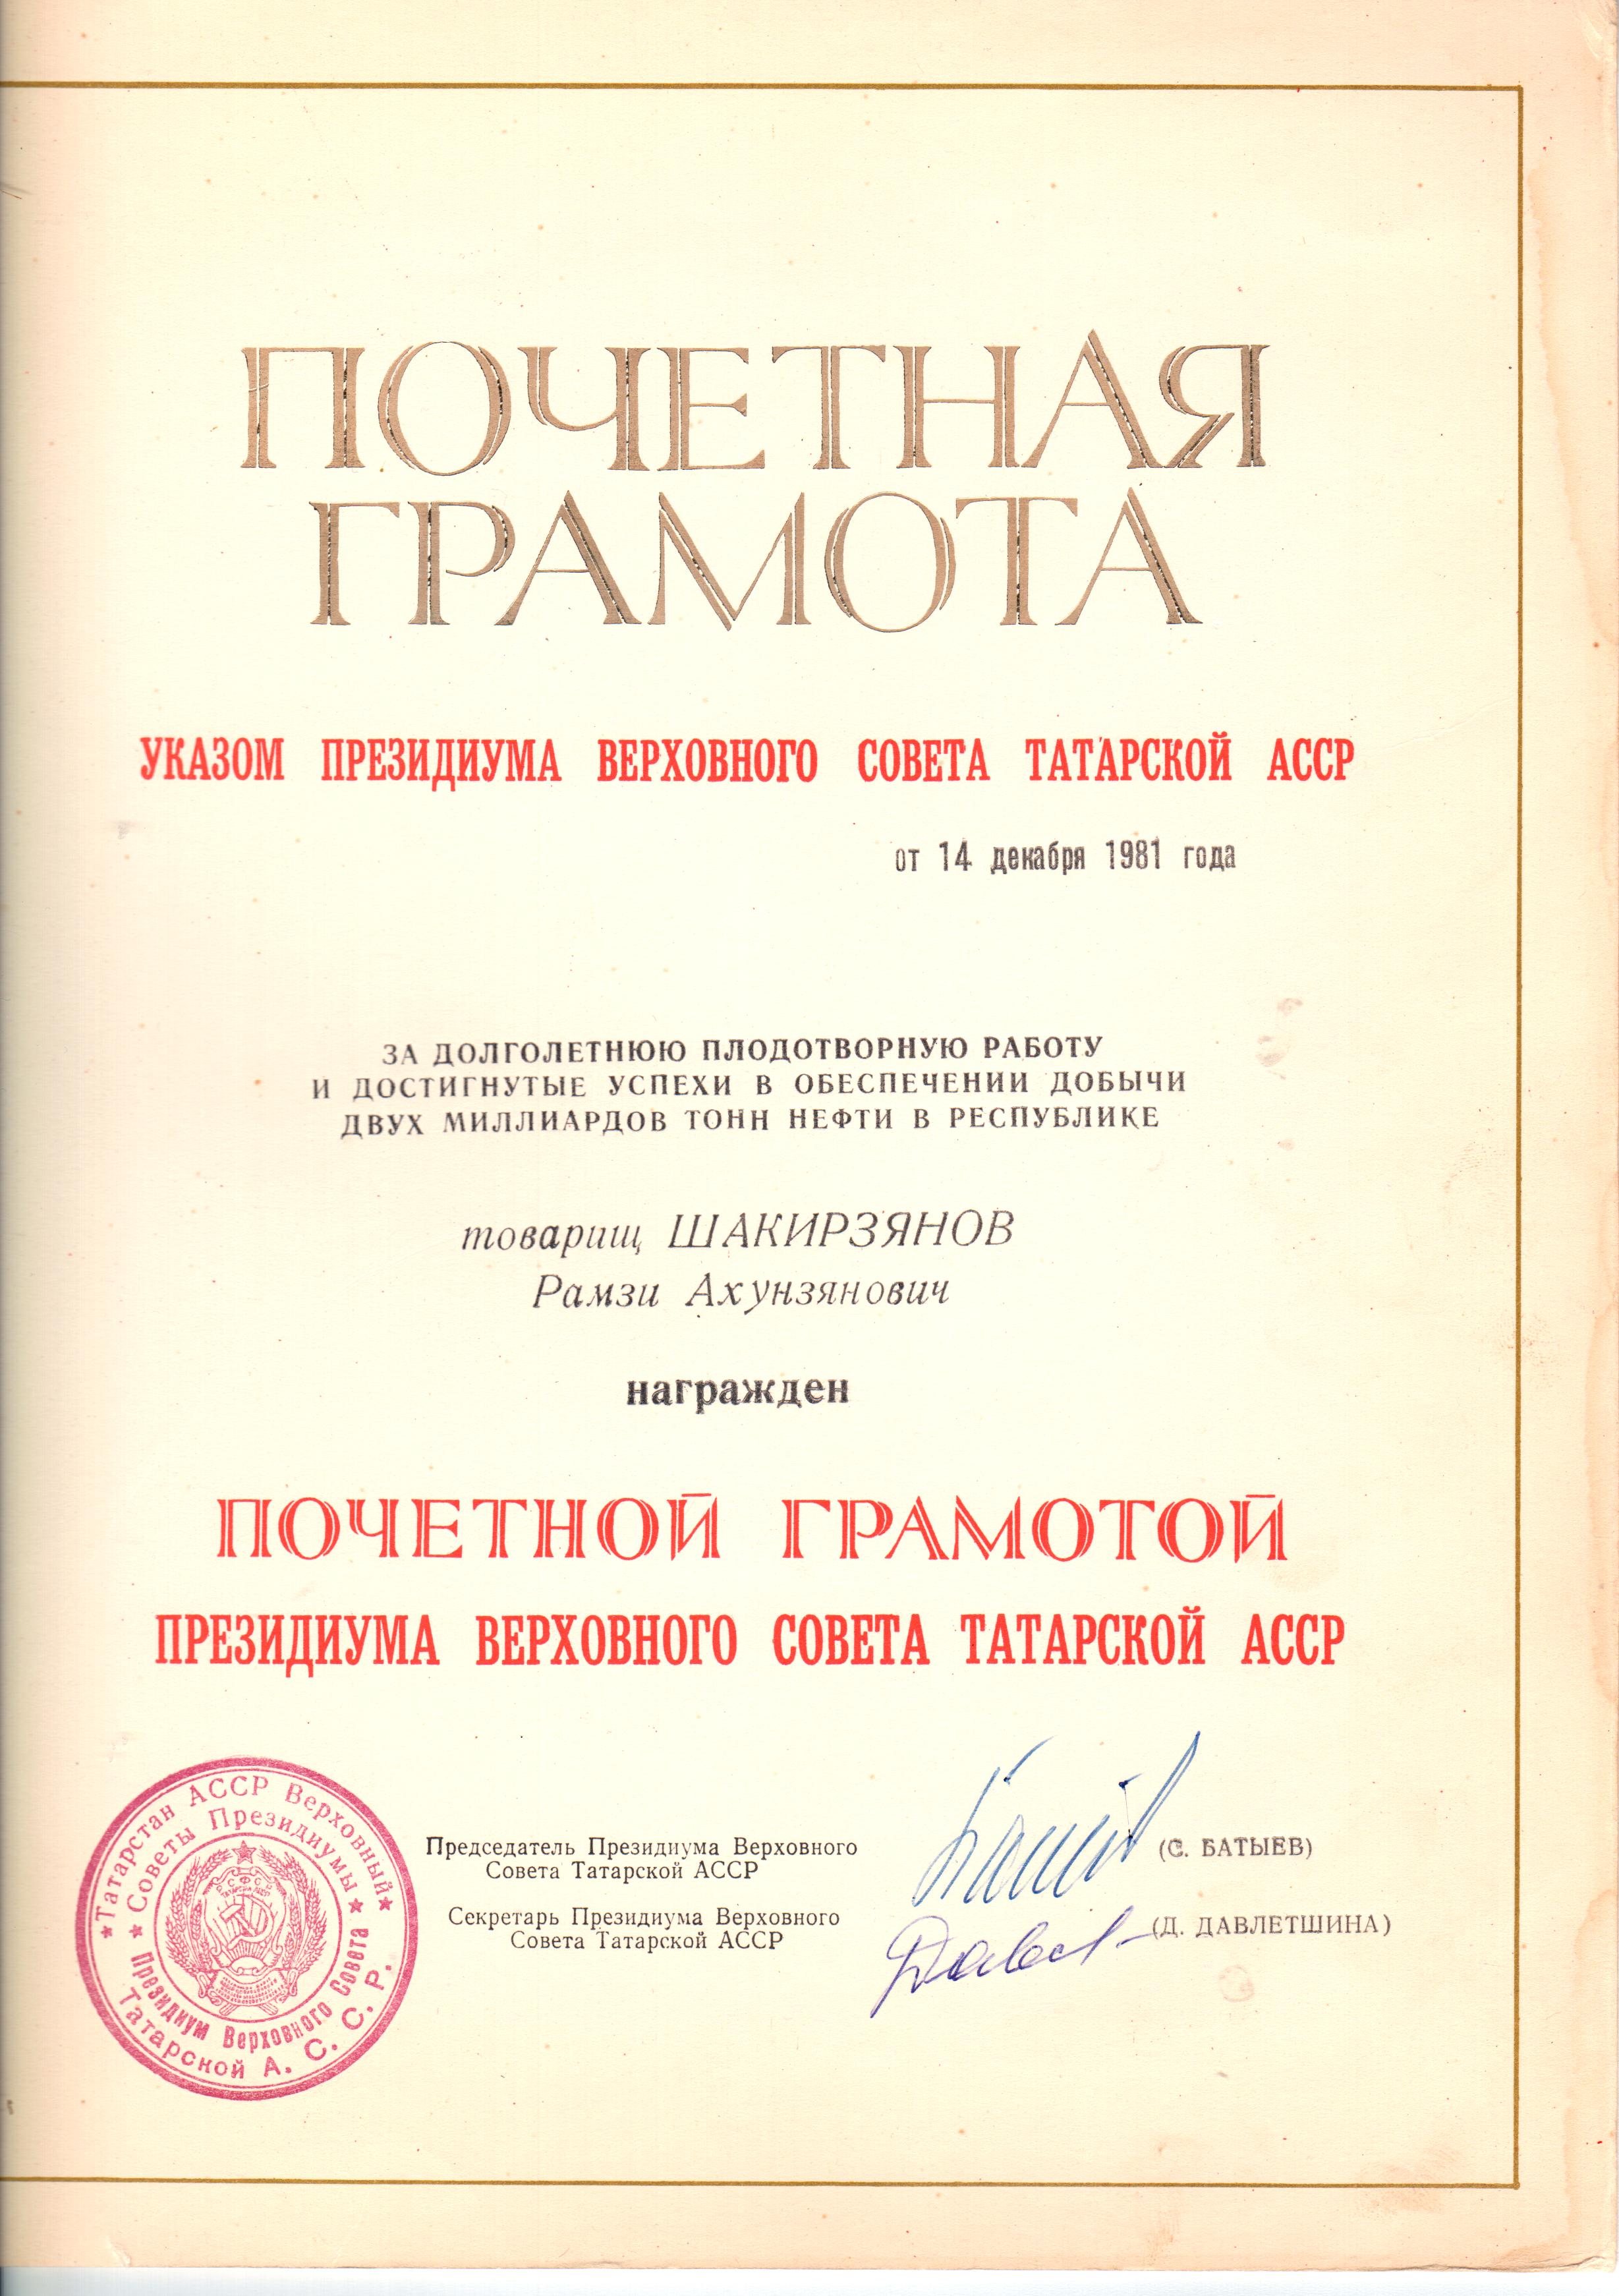 ПОЧЕТНАЯ
ГРАМОТА
УКАЗОМ ПРЕЗИДИУМА ВЕРХОВНОГО СОВЕТА ТАТАРСКОЙ АССР
от 14 декабря 1981 года
ЗА ДОЛГОЛЕТНЮЮ ПЛОДОТВОРНУЮ РАБОТУ
И ДОСТИГНУТЫЕ УСПЕХИ В ОБЕСПЕЧЕНИИ ДОБЫЧИ
ДВУХ МИЛЛИАРДОВ ТОНН НЕФТИ В РЕСПУБЛИКЕ
товарищ ШАКИРЗЯНОВ
Рамзи Ахунзянович
награжден
ПОЧЕТНОЙ ГРАМОТОЙ
ПРЕЗИДИУМА ВЕРХОВНОГО СОВЕТА ТАТАРСКОЙ АССР
Председатель Президиума Верховного
Совета Татарской АССР
(С. БАТЫЕВ)
Секретарь Президиума Верховного
Совета Татарской АССР
(Д. ДАВЛЕТШИНА)
Татарстан АССР Верховный
Советы Президиумы
Президиум Верховного Совета
Татарской А. С. С. Р.